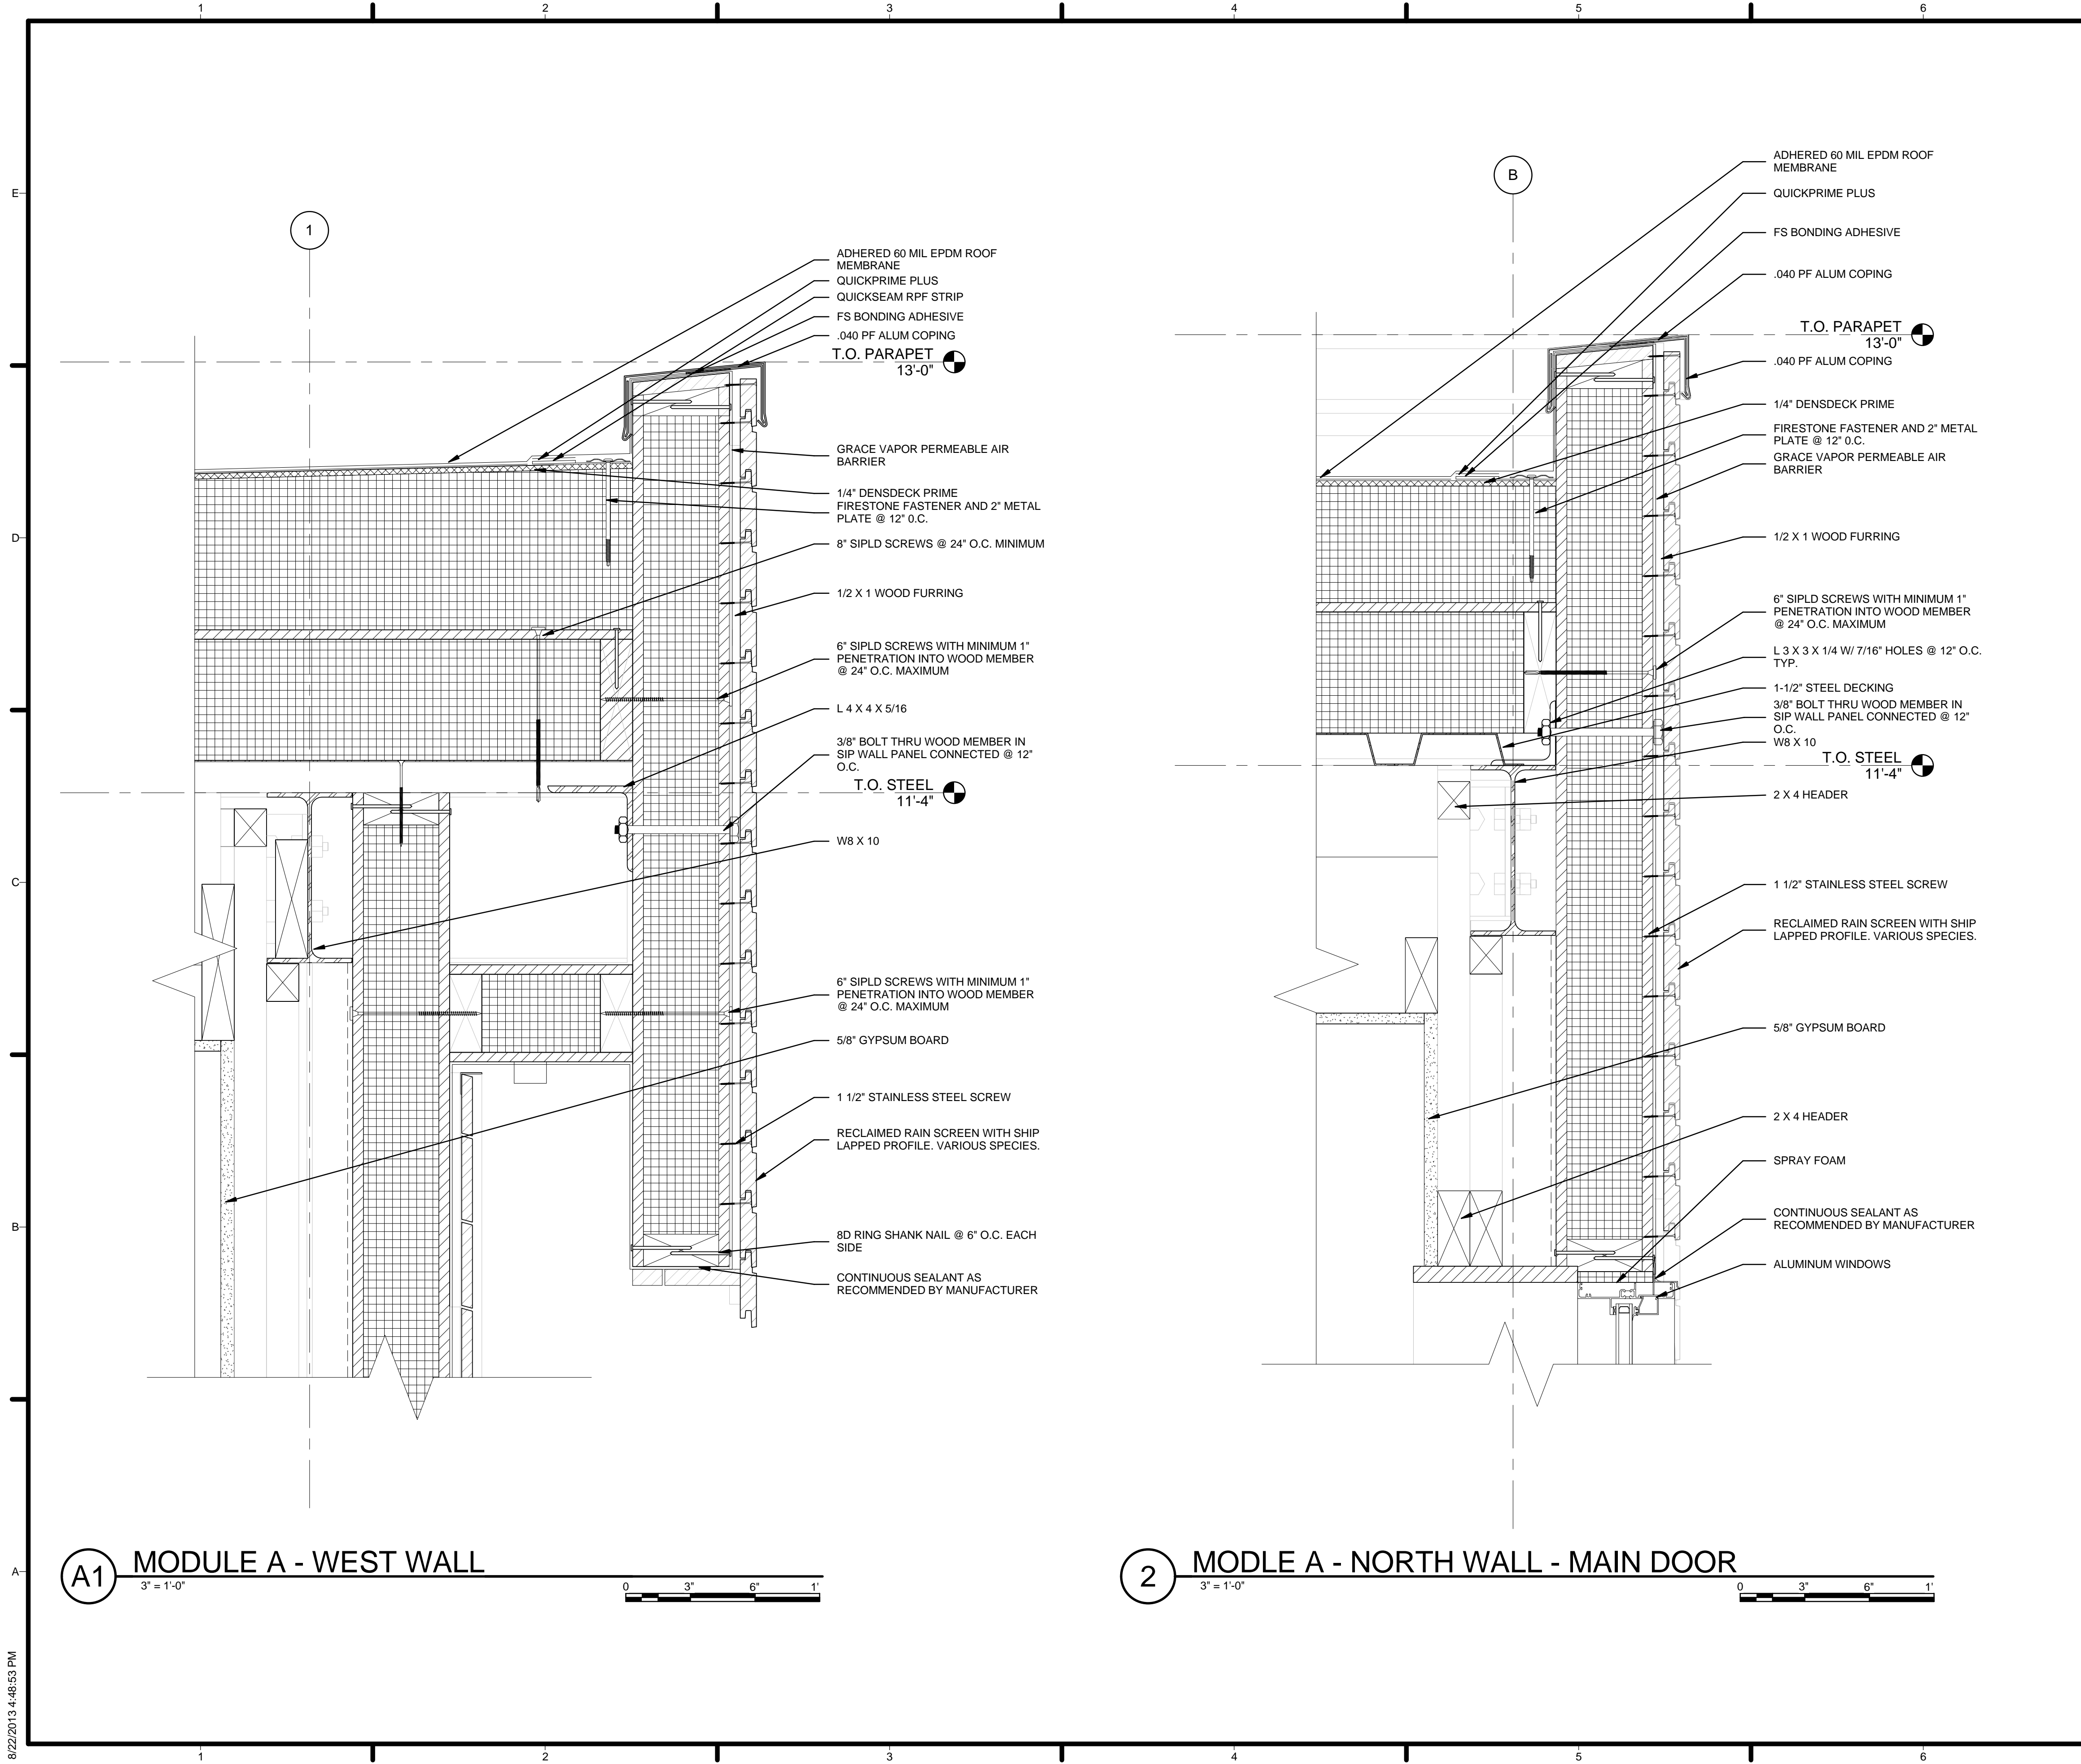 1
2
3
4
5
6
E
D
C
B
A
1
ADHERED 60 MIL EPDM ROOF
MEMBRANE
QUICKPRIME PLUS
QUICKSEAM RPF STRIP
FS BONDING ADHESIVE
.040 PF ALUM COPING
T.O. PARAPET
13'-0"
GRACE VAPOR PERMEABLE AIR
BARRIER
1/4" DENSDECK PRIME
FIRESTONE FASTENER AND 2" METAL
PLATE @ 12" 0.C.
8" SIPLD SCREWS @ 24" O.C. MINIMUM
1/2 X 1 WOOD FURRING
6" SIPLD SCREWS WITH MINIMUM 1"
PENETRATION INTO WOOD MEMBER
@ 24" O.C. MAXIMUM
L 4 X 4 X 5/16
3/8" BOLT THRU WOOD MEMBER IN
SIP WALL PANEL CONNECTED @ 12"
O.C.
T.O. STEEL
11'-4"
W8 X 10
6" SIPLD SCREWS WITH MINIMUM 1"
PENETRATION INTO WOOD MEMBER
@ 24" O.C. MAXIMUM
5/8" GYPSUM BOARD
1 1/2" STAINLESS STEEL SCREW
RECLAIMED RAIN SCREEN WITH SHIP
LAPPED PROFILE. VARIOUS SPECIES.
8D RING SHANK NAIL @ 6" O.C. EACH
SIDE
CONTINUOUS SEALANT AS
RECOMMENDED BY MANUFACTURER
A1
MODULE A - WEST WALL
3" = 1'-0"
0 3" 6" 1'
B
ADHERED 60 MIL EPDM ROOF
MEMBRANE
QUICKPRIME PLUS
FS BONDING ADHESIVE
.040 PF ALUM COPING
T.O. PARAPET
13'-0"
.040 PF ALUM COPING
1/4" DENSDECK PRIME
FIRESTONE FASTENER AND 2" METAL
PLATE @ 12" 0.C.
GRACE VAPOR PERMEABLE AIR
BARRIER
1/2 X 1 WOOD FURRING
6" SIPLD SCREWS WITH MINIMUM 1"
PENETRATION INTO WOOD MEMBER
@ 24" O.C. MAXIMUM
L 3 X 3 X 1/4 W/ 7/16" HOLES @ 12" O.C.
TYP.
1-1/2" STEEL DECKING
3/8" BOLT THRU WOOD MEMBER IN
SIP WALL PANEL CONNECTED @ 12"
O.C.
W8 X 10
T.O. STEEL
11'-4"
2 X 4 HEADER
1 1/2" STAINLESS STEEL SCREW
RECLAIMED RAIN SCREEN WITH SHIP
LAPPED PROFILE. VARIOUS SPECIES.
5/8" GYPSUM BOARD
2 X 4 HEADER
SPRAY FOAM
CONTINUOUS SEALANT AS
RECOMMENDED BY MANUFACTURER
ALUMINUM WINDOWS
2
MODLE A - NORTH WALL - MAIN DOOR
3" = 1'-0"
0 3" 6" 1'
8/22/2013 4:48:53 PM
1
2
3
4
5
6